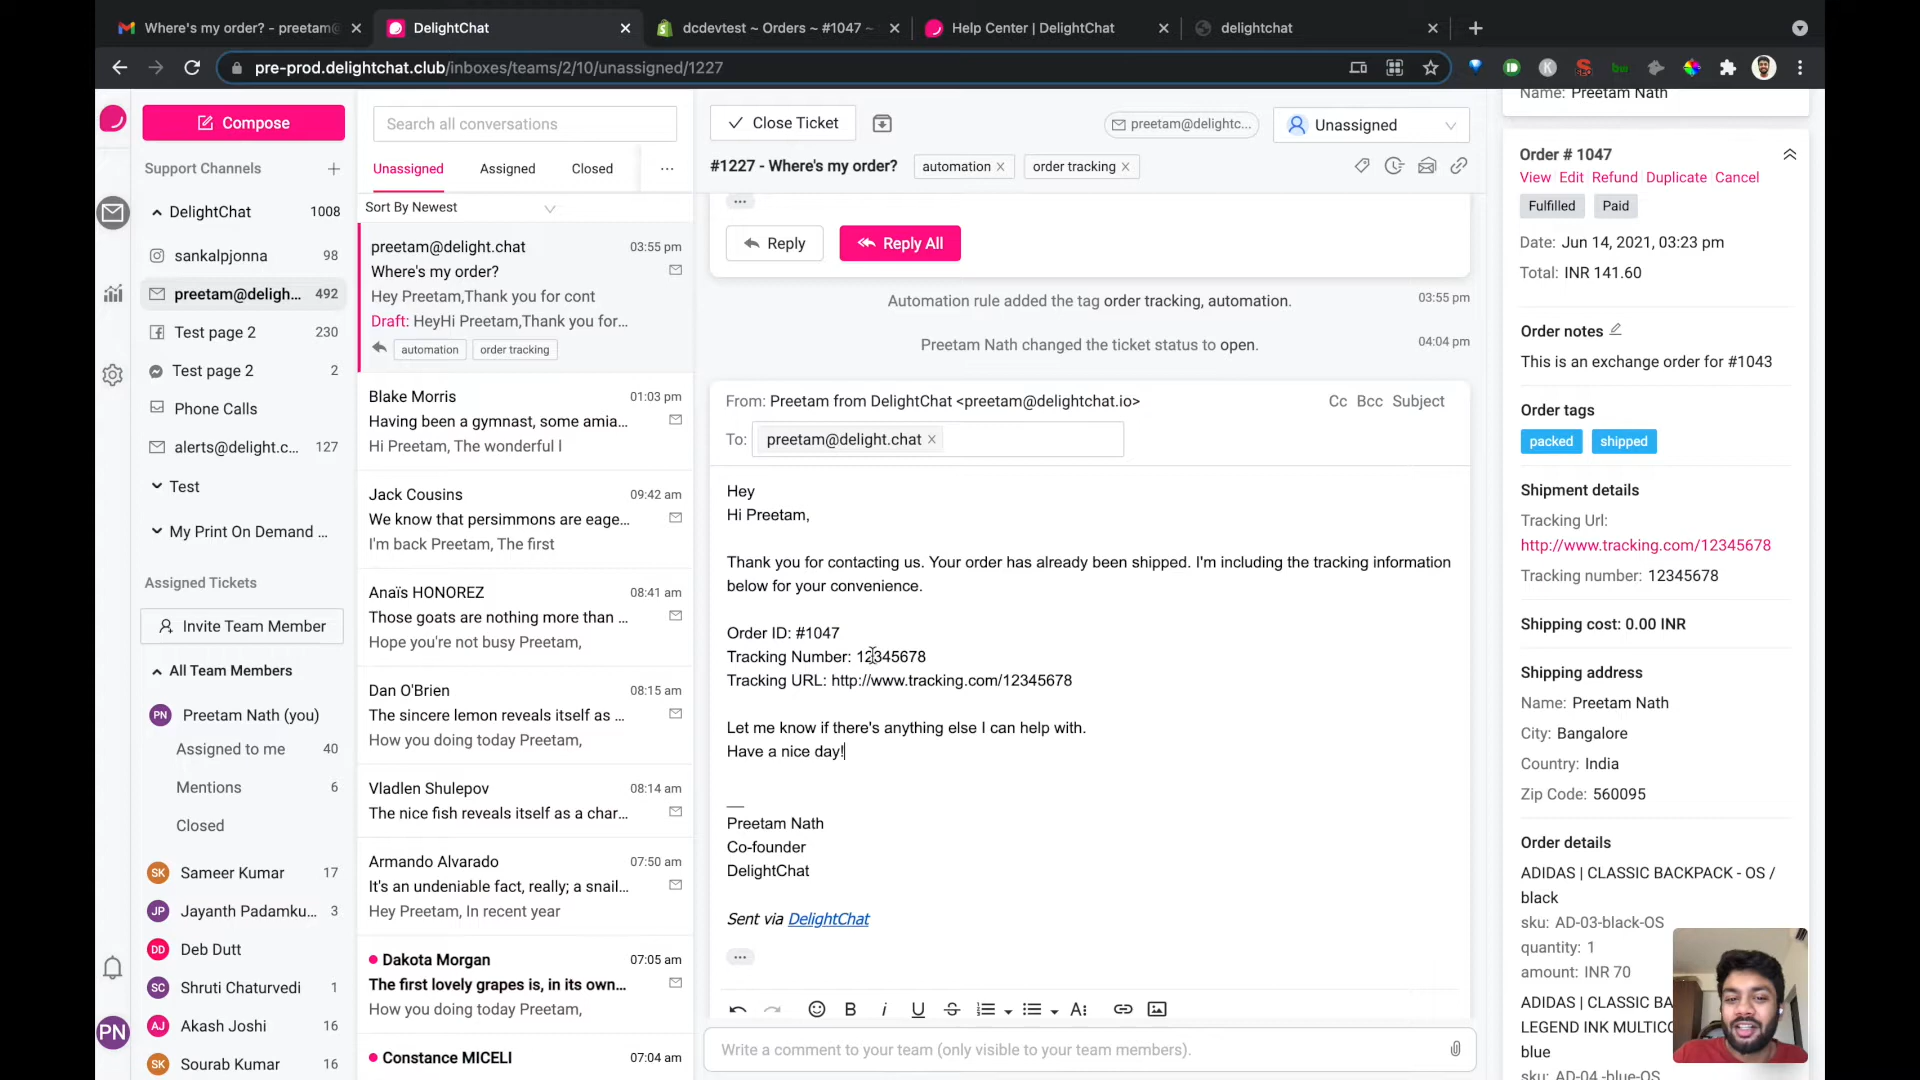 Where's my order? - preetam@
DelightChat
dcdevtest ~ Orders ~ #1047 ~
Help Center | DelightChat
delightchat
pre-prod.delightchat.club/inboxes/teams/2/10/unassigned/1227
Compose
Support Channels
DelightChat 1008
sankalpjonna 98
preetam@deligh... 492
Test page 2 230
Test page 2 2
Phone Calls
alerts@delight.c... 127
Test
My Print On Demand ...
Assigned Tickets
Invite Team Member
All Team Members
PN Preetam Nath (you)
Assigned to me 40
Mentions 6
Closed
SK Sameer Kumar 17
JP Jayanth Padamku... 3
DD Deb Dutt
SC Shruti Chaturvedi 1
AJ Akash Joshi 16
SK Sourab Kumar 16
PN
Search all conversations
Unassigned Assigned Closed ...
Sort By Newest
preetam@delight.chat 03:55 pm
Where's my order?
Hey Preetam,Thank you for cont
Draft: HeyHi Preetam,Thank you for...
automation order tracking
Blake Morris 01:03 pm
Having been a gymnast, some amia...
Hi Preetam, The wonderful l
Jack Cousins 09:42 am
We know that persimmons are eage...
I'm back Preetam, The first
Anaïs HONOREZ 08:41 am
Those goats are nothing more than ...
Hope you're not busy Preetam,
Dan O'Brien 08:15 am
The sincere lemon reveals itself as ...
How you doing today Preetam,
Vladlen Shulepov 08:14 am
The nice fish reveals itself as a char...
Armando Alvarado 07:50 am
It's an undeniable fact, really; a snail...
Hey Preetam, In recent year
Dakota Morgan 07:05 am
The first lovely grapes is, in its own...
How you doing today Preetam,
Constance MICELI 07:04 am
Close Ticket
preetam@delightc...
Unassigned
#1227 - Where's my order? automation × order tracking ×
...
Reply Reply All
Automation rule added the tag order tracking, automation. 03:55 pm
Preetam Nath changed the ticket status to open. 04:04 pm
From: Preetam from DelightChat <preetam@delightchat.io> Cc Bcc Subject
To: preetam@delight.chat ×
Hey
Hi Preetam,
Thank you for contacting us. Your order has already been shipped. I'm including the tracking information
below for your convenience.
Order ID: #1047
Tracking Number: 12345678
Tracking URL: http://www.tracking.com/12345678
Let me know if there's anything else I can help with.
Have a nice day!
__
Preetam Nath
Co-founder
DelightChat
Sent via DelightChat
...
Write a comment to your team (only visible to your team members).
Name: Preetam Nath
Order # 1047
View Edit Refund Duplicate Cancel
Fulfilled Paid
Date: Jun 14, 2021, 03:23 pm
Total: INR 141.60
Order notes
This is an exchange order for #1043
Order tags
packed shipped
Shipment details
Tracking Url:
http://www.tracking.com/12345678
Tracking number: 12345678
Shipping cost: 0.00 INR
Shipping address
Name: Preetam Nath
City: Bangalore
Country: India
Zip Code: 560095
Order details
ADIDAS | CLASSIC BACKPACK - OS /
black
sku: AD-03-black-OS
quantity: 1
amount: INR 70
ADIDAS | CLASSIC BA
LEGEND INK MULTICO
blue
sku: AD-04-blue-OS